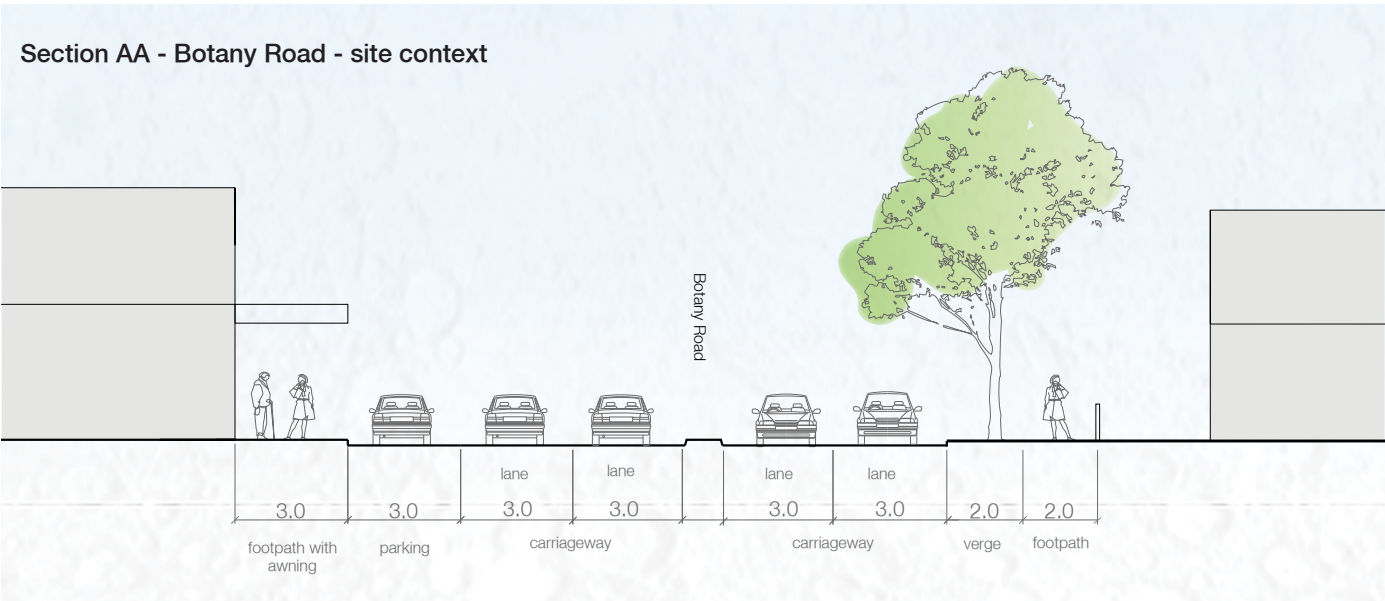 Section AA - Botany Road - site context
Botany Road
lane
lane
lane
lane
3.0
3.0
3.0
3.0
3.0
3.0
2.0
2.0
footpath with
awning
parking
carriageway
carriageway
verge
footpath